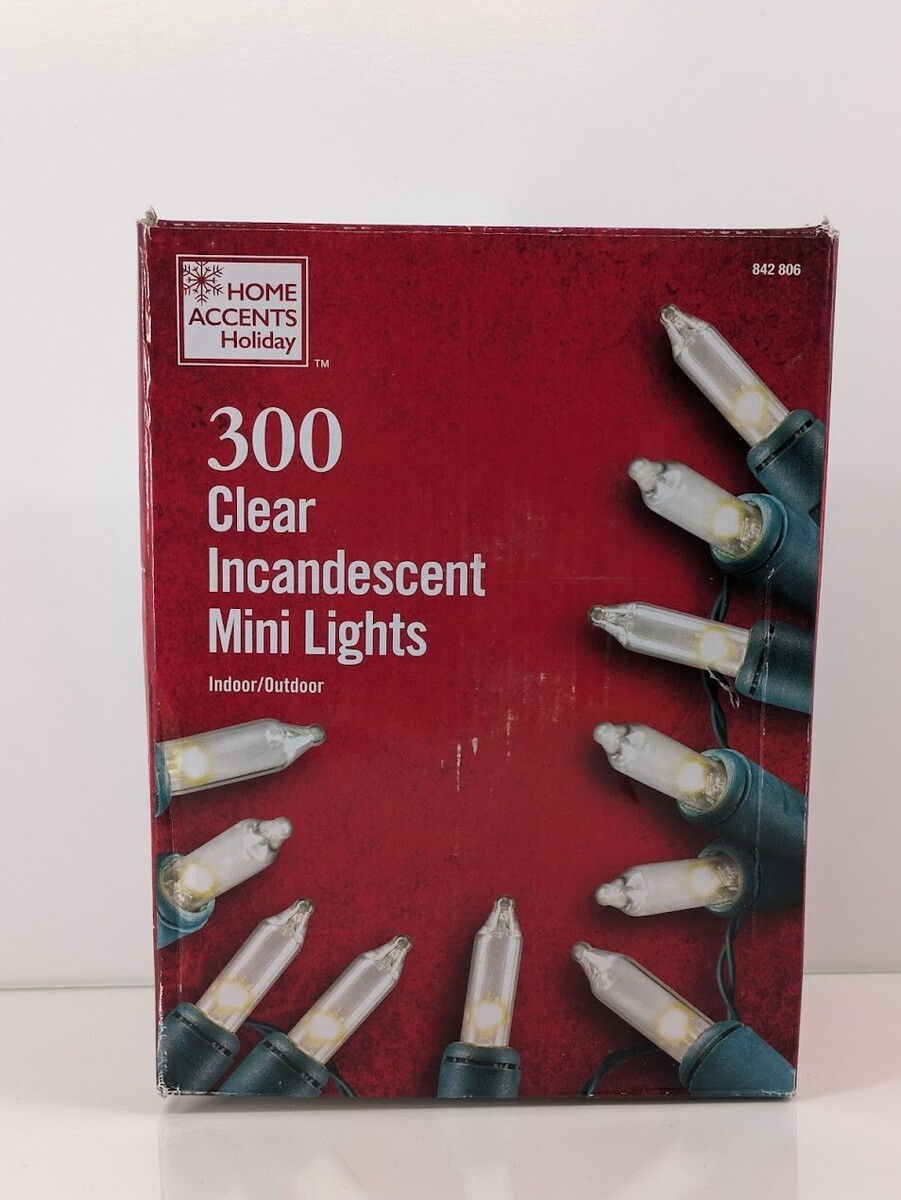 HOME
ACCENTS
Holiday
TM
842 806
300
Clear
Incandescent
Mini Lights
Indoor/Outdoor